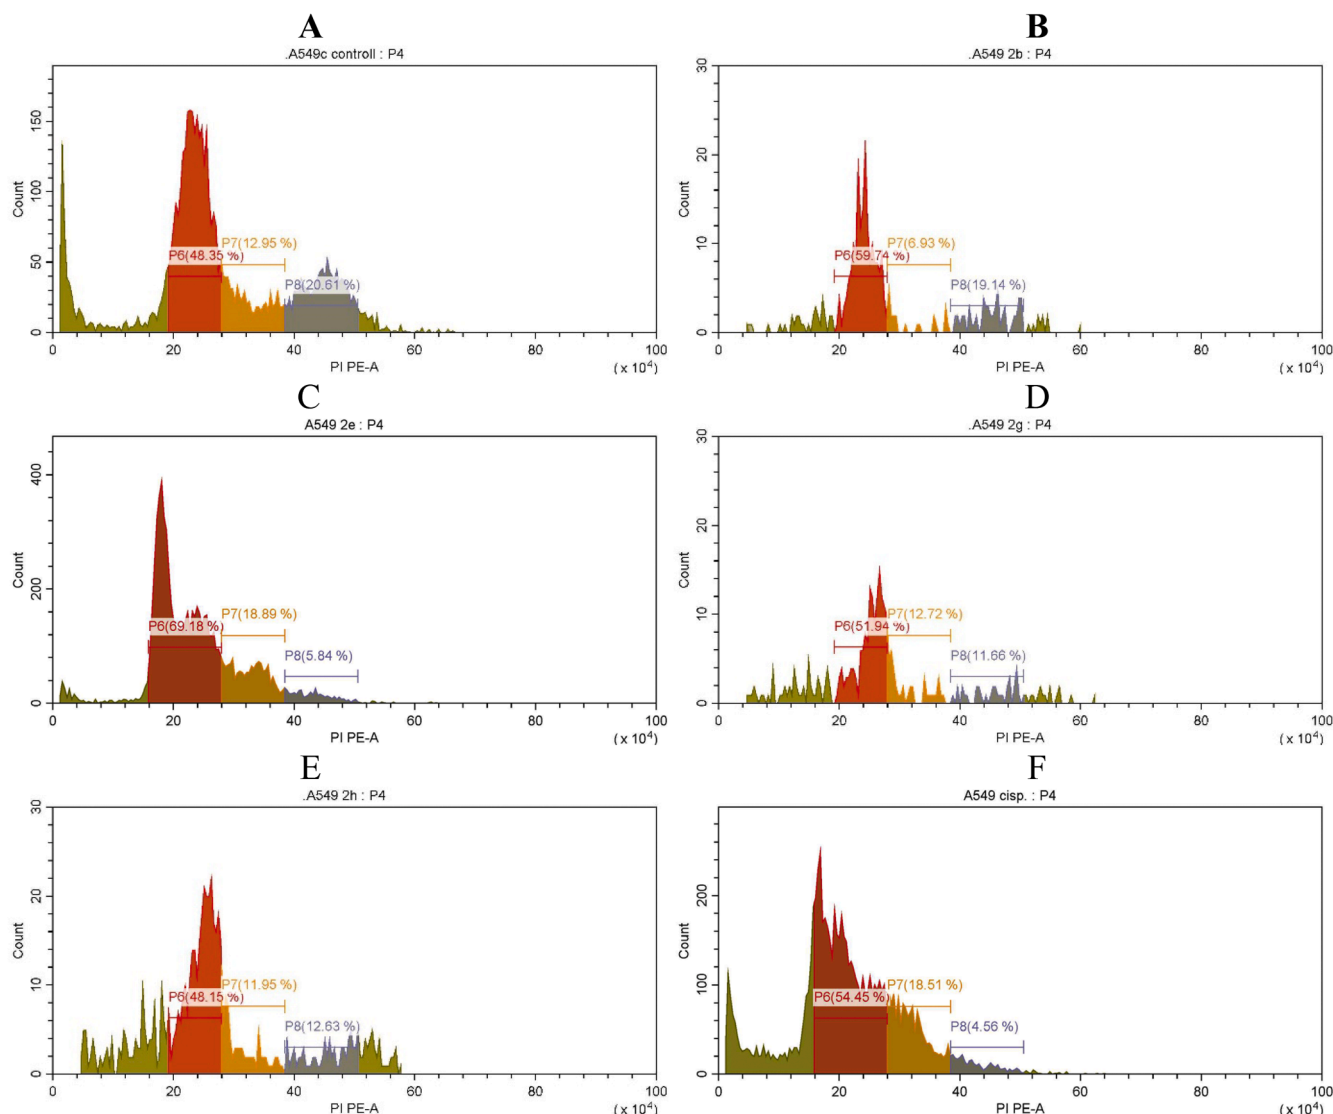 A
.A549c controll : P4
Count
150
100
50
0
P7(12.95 %)
P6(48.35 %)
P8(20.61 %)
0 20 40 60 80 100
PI PE-A
(x 10⁴)
B
.A549 2b : P4
Count
30
20
10
0
P7(6.93 %)
P6(59.74 %)
P8(19.14 %)
0 20 40 60 80 100
PI PE-A
(x 10⁴)
C
A549 2e : P4
Count
400
200
0
P7(18.89 %)
P6(69.18 %)
P8(5.84 %)
0 20 40 60 80 100
PI PE-A
(x 10⁴)
D
.A549 2g : P4
Count
30
20
10
0
P7(12.72 %)
P6(51.94 %)
P8(11.66 %)
0 20 40 60 80 100
PI PE-A
(x 10⁴)
E
.A549 2h : P4
Count
30
20
10
0
P7(11.95 %)
P6(48.15 %)
P8(12.63 %)
0 20 40 60 80 100
PI PE-A
(x 10⁴)
F
A549 cisp. : P4
Count
200
100
0
P7(18.51 %)
P6(54.45 %)
P8(4.56 %)
0 20 40 60 80 100
PI PE-A
(x 10⁴)